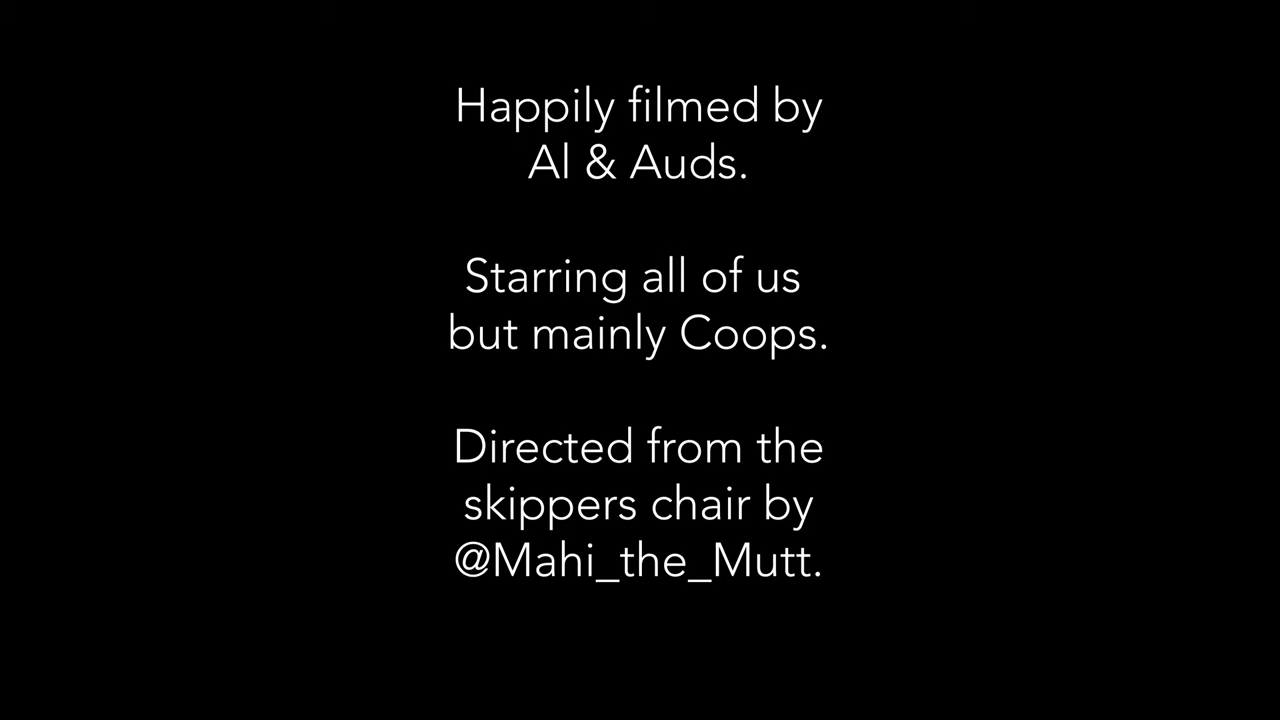 Happily filmed by
Al & Auds.
Starring all of us
but mainly Coops.
Directed from the
skippers chair by
@Mahi_the_Mutt.